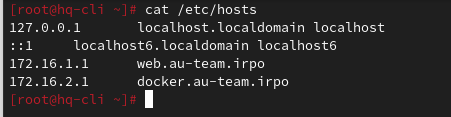 [root@hq-cli ~]# cat /etc/hosts
127.0.0.1       localhost.localdomain localhost
::1     localhost6.localdomain localhost6
172.16.1.1      web.au-team.irpo
172.16.2.1      docker.au-team.irpo
[root@hq-cli ~]#